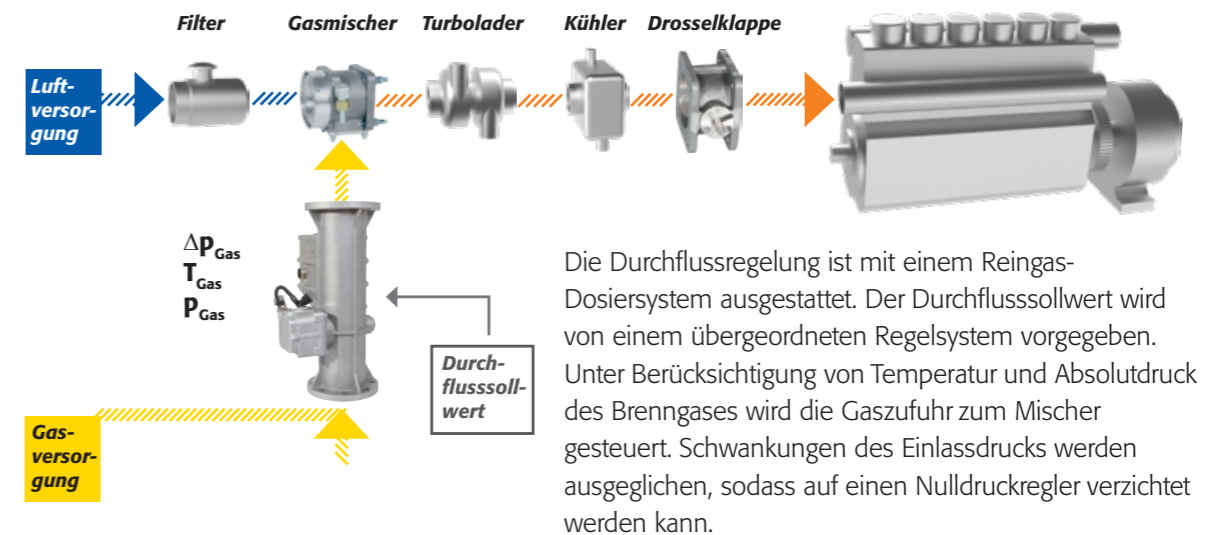 Filter Gasmischer Turbolader Kühler Drosselklappe
Luft-
versor-
gung
ΔpGas
TGas
pGas
Durch-
flusssoll-
wert
Gas-
versor-
gung
Die Durchflussregelung ist mit einem Reingas-
Dosiersystem ausgestattet. Der Durchflusssollwert wird
von einem übergeordneten Regelsystem vorgegeben.
Unter Berücksichtigung von Temperatur und Absolutdruck
des Brenngases wird die Gaszufuhr zum Mischer
gesteuert. Schwankungen des Einlassdrucks werden
ausgeglichen, sodass auf einen Nulldruckregler verzichtet
werden kann.